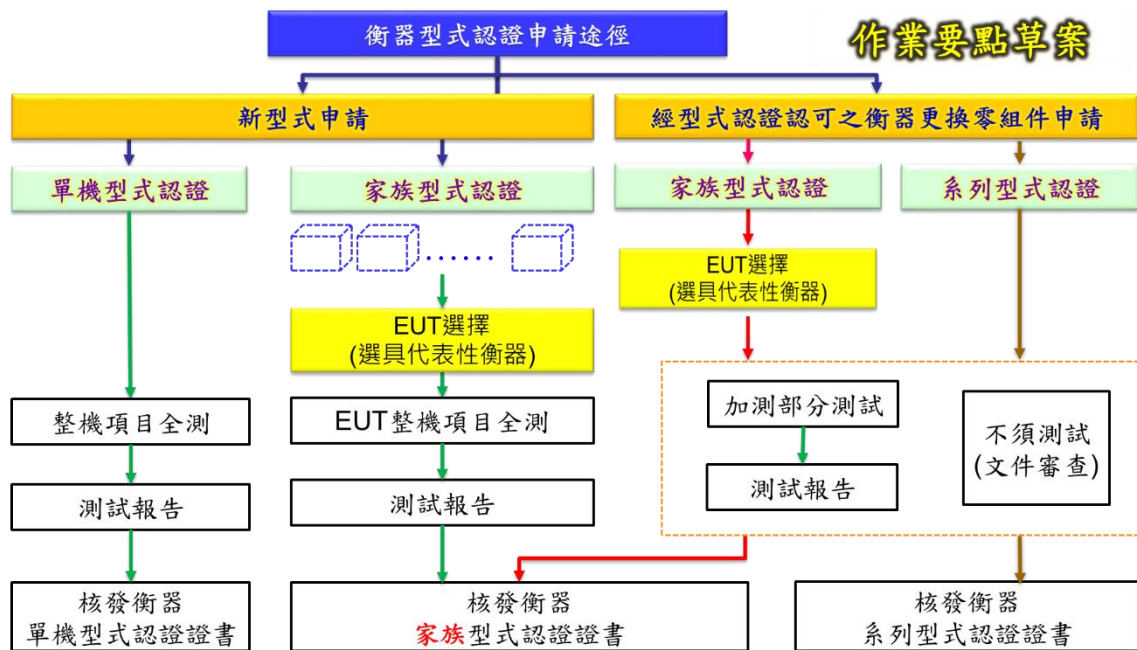 衡器型式認證申請途徑
作業要點草案
新型式申請
經型式認證認可之衡器更換零組件申請
單機型式認證
家族型式認證
家族型式認證
系列型式認證
......
EUT選擇
(選具代表性衡器)
EUT選擇
(選具代表性衡器)
整機項目全測
EUT整機項目全測
加測部分測試
不須測試
(文件審查)
測試報告
測試報告
測試報告
核發衡器
單機型式認證證書
核發衡器
家族型式認證證書
核發衡器
系列型式認證證書